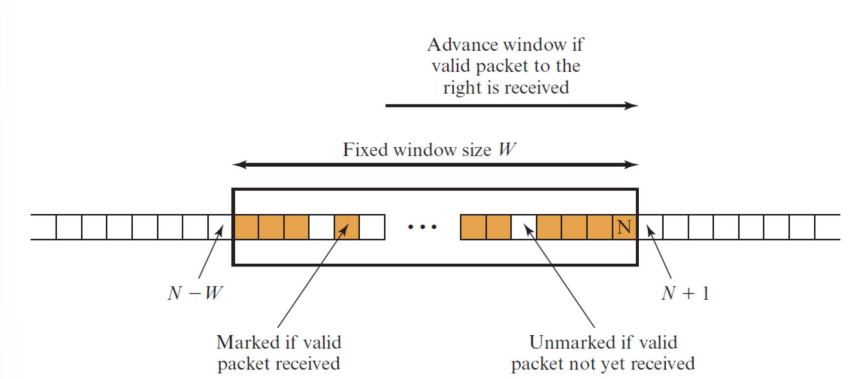 Advance window if
valid packet to the
right is received
Fixed window size W
• • •
N
N – W
N + 1
Marked if valid
packet received
Unmarked if valid
packet not yet received